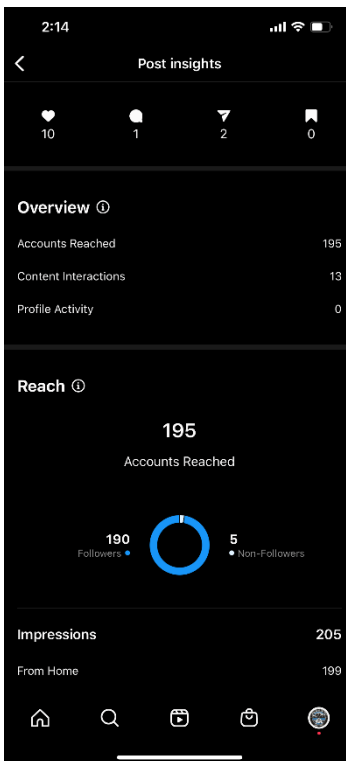 2:14
Post insights
10 1 2 0
Overview
Accounts Reached 195
Content Interactions 13
Profile Activity 0
Reach
195
Accounts Reached
190 5
Followers Non-Followers
Impressions 205
From Home 199